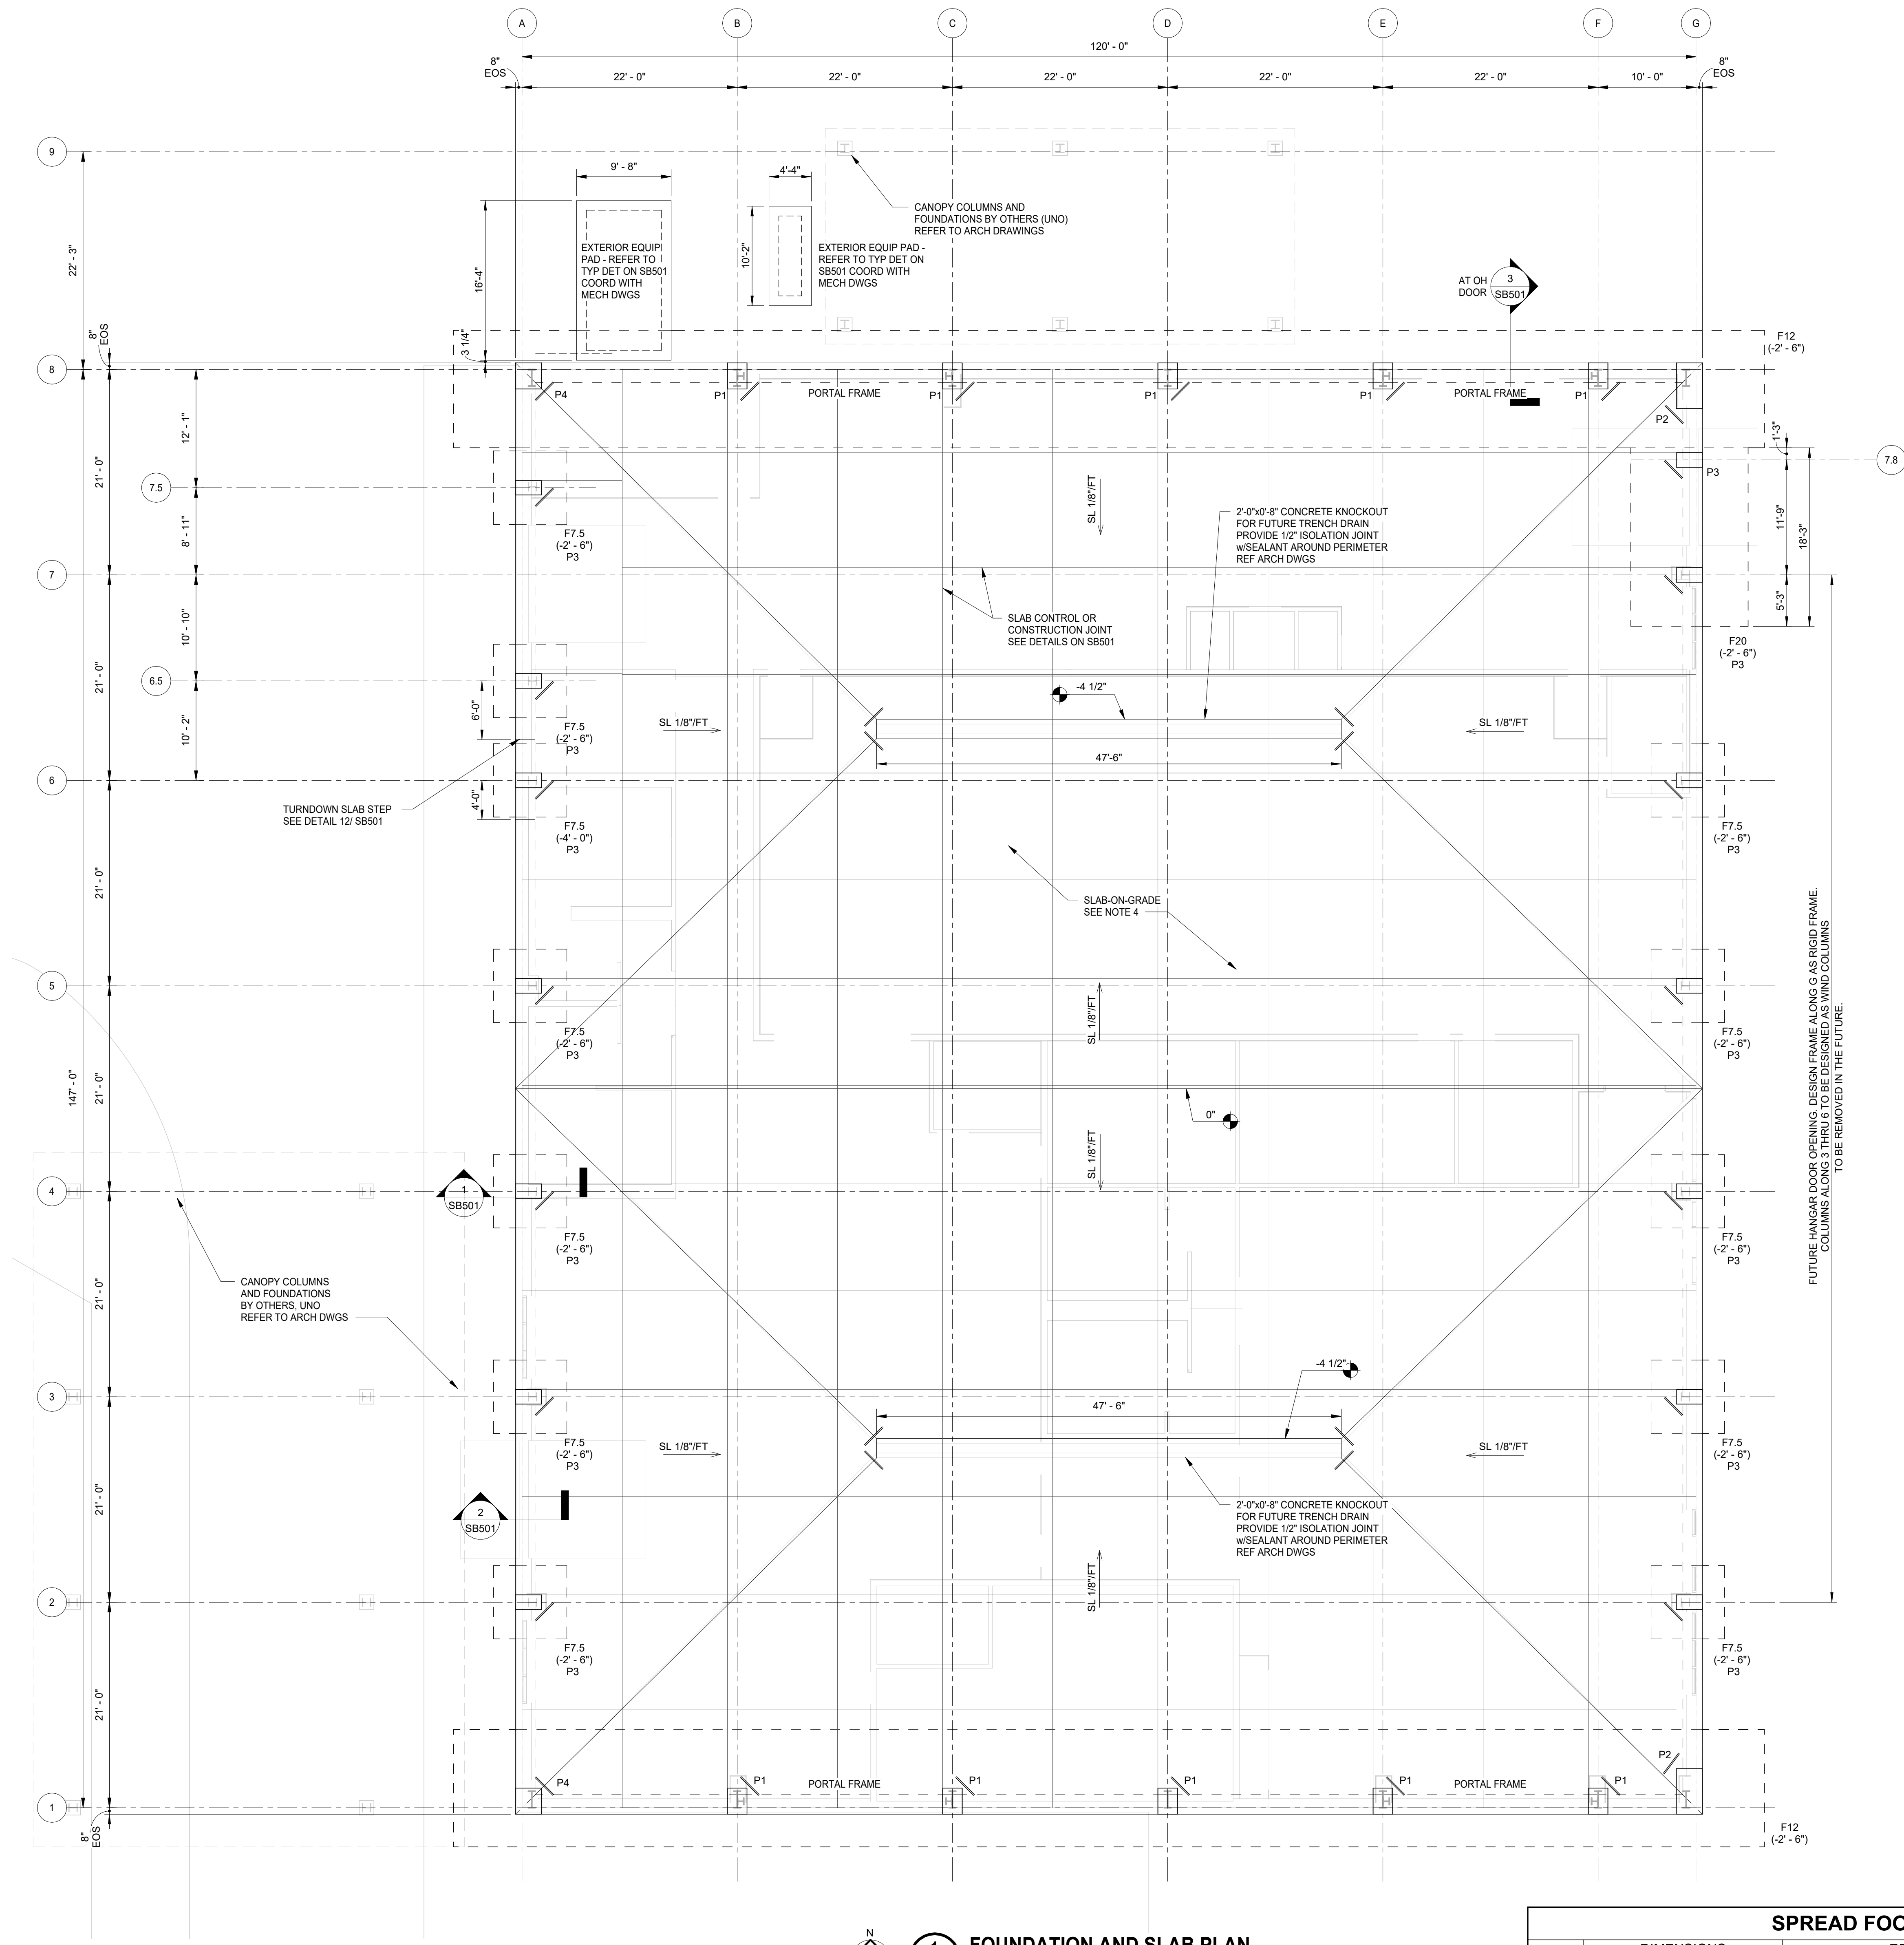 A
B
C
D
E
F
G
120' - 0"
8"
EOS
22' - 0"
22' - 0"
22' - 0"
22' - 0"
22' - 0"
10' - 0"
8"
EOS
9
9' - 8"
4'-4"
CANOPY COLUMNS AND
FOUNDATIONS BY OTHERS (UNO)
REFER TO ARCH DRAWINGS
22' - 3"
16'-4"
EXTERIOR EQUIP
PAD - REFER TO
TYP DET ON SB501
COORD WITH
MECH DWGS
10'-2"
EXTERIOR EQUIP PAD -
REFER TO TYP DET ON
SB501 COORD WITH
MECH DWGS
AT OH
DOOR
3
SB501
8"
EOS
3 1/4"
F12
(-2' - 6")
8
P4
P1
PORTAL FRAME
P1
P1
P1
PORTAL FRAME
P1
P2
12' - 1"
21' - 0"
1'-3"
7.8
P3
7.5
SL 1/8"/FT
2'-0"x0'-8" CONCRETE KNOCKOUT
FOR FUTURE TRENCH DRAIN
PROVIDE 1/2" ISOLATION JOINT
w/SEALANT AROUND PERIMETER
REF ARCH DWGS
11'-9"
18'-3"
F7.5
(-2' - 6")
P3
8' - 11"
7
SLAB CONTROL OR
CONSTRUCTION JOINT
SEE DETAILS ON SB501
5'-3"
10' - 10"
21' - 0"
F20
(-2' - 6")
P3
6.5
6'-0"
-4 1/2"
10' - 2"
F7.5
(-2' - 6")
P3
SL 1/8"/FT
SL 1/8"/FT
47'-6"
6
TURNDOWN SLAB STEP
SEE DETAIL 12/ SB501
4'-0"
F7.5
(-4' - 0")
P3
F7.5
(-2' - 6")
P3
21' - 0"
SLAB-ON-GRADE
SEE NOTE 4
FUTURE HANGAR DOOR OPENING. DESIGN FRAME ALONG G AS RIGID FRAME.
COLUMNS ALONG 3 THRU 6 TO BE DESIGNED AS WIND COLUMNS
TO BE REMOVED IN THE FUTURE.
5
SL 1/8"/FT
F7.5
(-2' - 6")
P3
F7.5
(-2' - 6")
P3
147' - 0"
21' - 0"
0"
SL 1/8"/FT
4
1
SB501
F7.5
(-2' - 6")
P3
F7.5
(-2' - 6")
P3
CANOPY COLUMNS
AND FOUNDATIONS
BY OTHERS, UNO
REFER TO ARCH DWGS
21' - 0"
-4 1/2"
3
47' - 6"
F7.5
(-2' - 6")
P3
SL 1/8"/FT
SL 1/8"/FT
F7.5
(-2' - 6")
P3
21' - 0"
2
SB501
2'-0"x0'-8" CONCRETE KNOCKOUT
FOR FUTURE TRENCH DRAIN
PROVIDE 1/2" ISOLATION JOINT
w/SEALANT AROUND PERIMETER
REF ARCH DWGS
SL 1/8"/FT
2
F7.5
(-2' - 6")
P3
F7.5
(-2' - 6")
P3
21' - 0"
P4
P1
PORTAL FRAME
P1
P1
P1
PORTAL FRAME
P1
P2
1
8"
EOS
F12
(-2' - 6")
N
1
FOUNDATION AND SLAB PLAN
SPREAD FOO
DIMENSIONS